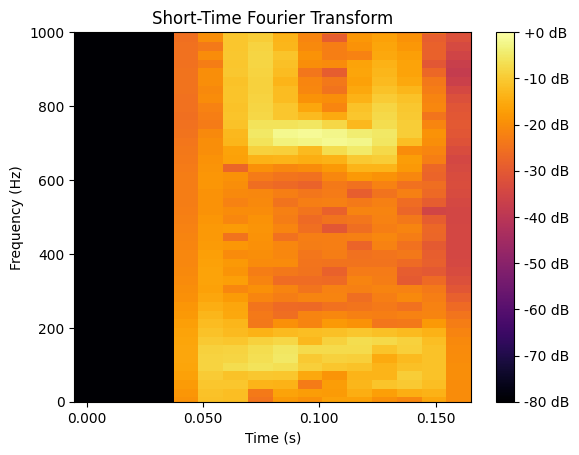 Short-Time Fourier Transform
1000
800
600
400
200
0
Frequency (Hz)
0.000
0.050
0.100
0.150
Time (s)
+0 dB
-10 dB
-20 dB
-30 dB
-40 dB
-50 dB
-60 dB
-70 dB
-80 dB